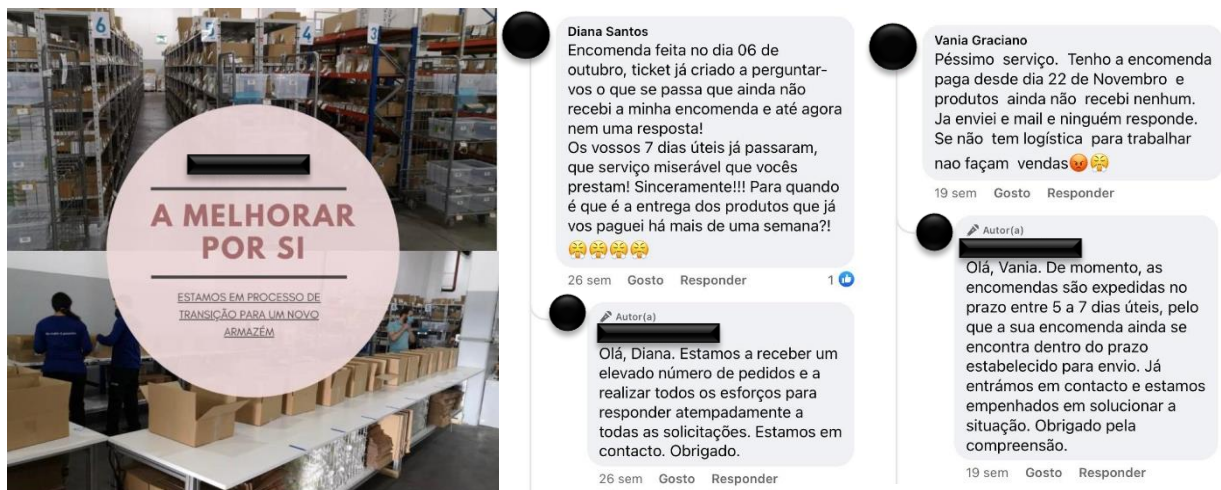 6
5
4
3
A MELHORAR
POR SI
ESTAMOS EM PROCESSO DE
TRANSIÇÃO PARA UM NOVO
ARMAZÉM
Diana Santos
Encomenda feita no dia 06 de
outubro, ticket já criado a perguntar-
vos o que se passa que ainda não
recebi a minha encomenda e até agora
nem uma resposta!
Os vossos 7 dias úteis já passaram,
que serviço miserável que vocês
prestam! Sinceramente!!! Para quando
é que é a entrega dos produtos que já
vos paguei há mais de uma semana?!
😤😤😤😤
26 sem Gosto Responder 1
Autor(a)
Olá, Diana. Estamos a receber um
elevado número de pedidos e a
realizar todos os esforços para
responder atempadamente a
todas as solicitações. Estamos em
contacto. Obrigado.
26 sem Gosto Responder
Vania Graciano
Péssimo serviço. Tenho a encomenda
paga desde dia 22 de Novembro e
produtos ainda não recebi nenhum.
Ja enviei e mail e ninguém responde.
Se não tem logística para trabalhar
nao façam vendas😡😤
19 sem Gosto Responder
Autor(a)
Olá, Vania. De momento, as
encomendas são expedidas no
prazo entre 5 a 7 dias úteis, pelo
que a sua encomenda ainda se
encontra dentro do prazo
estabelecido para envio. Já
entrámos em contacto e estamos
empenhados em solucionar a
situação. Obrigado pela
compreensão.
19 sem Gosto Responder